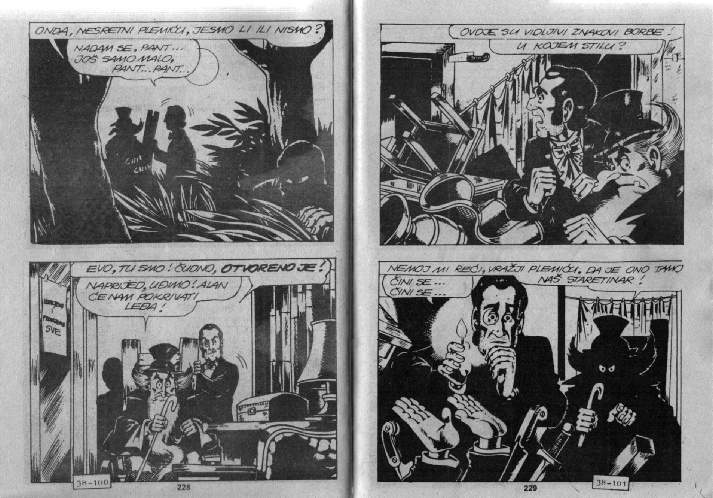 ONDA, NESRETNI PLEMIĆU, JESMO LI ILI NISMO?
NADAM SE, PANT...
JOŠ SAMO MALO,
PANT... PANT...
OVDJE SU VIDLJIVI ZNAKOVI BORBE!
U KOJEM STILU?
EVO, TU SMO! ČUDNO, OTVORENO JE!
NAPRIJED, UĐIMO! ALAN
ĆE NAM POKRIVATI
LEĐA!
SVE
38-100
228
NEMOJ MI REĆI, VRAŽJI PLEMIĆU, DA JE ONO TAMO
NAŠ STARETINAR!
ČINI SE...
ČINI SE...
229
38-101